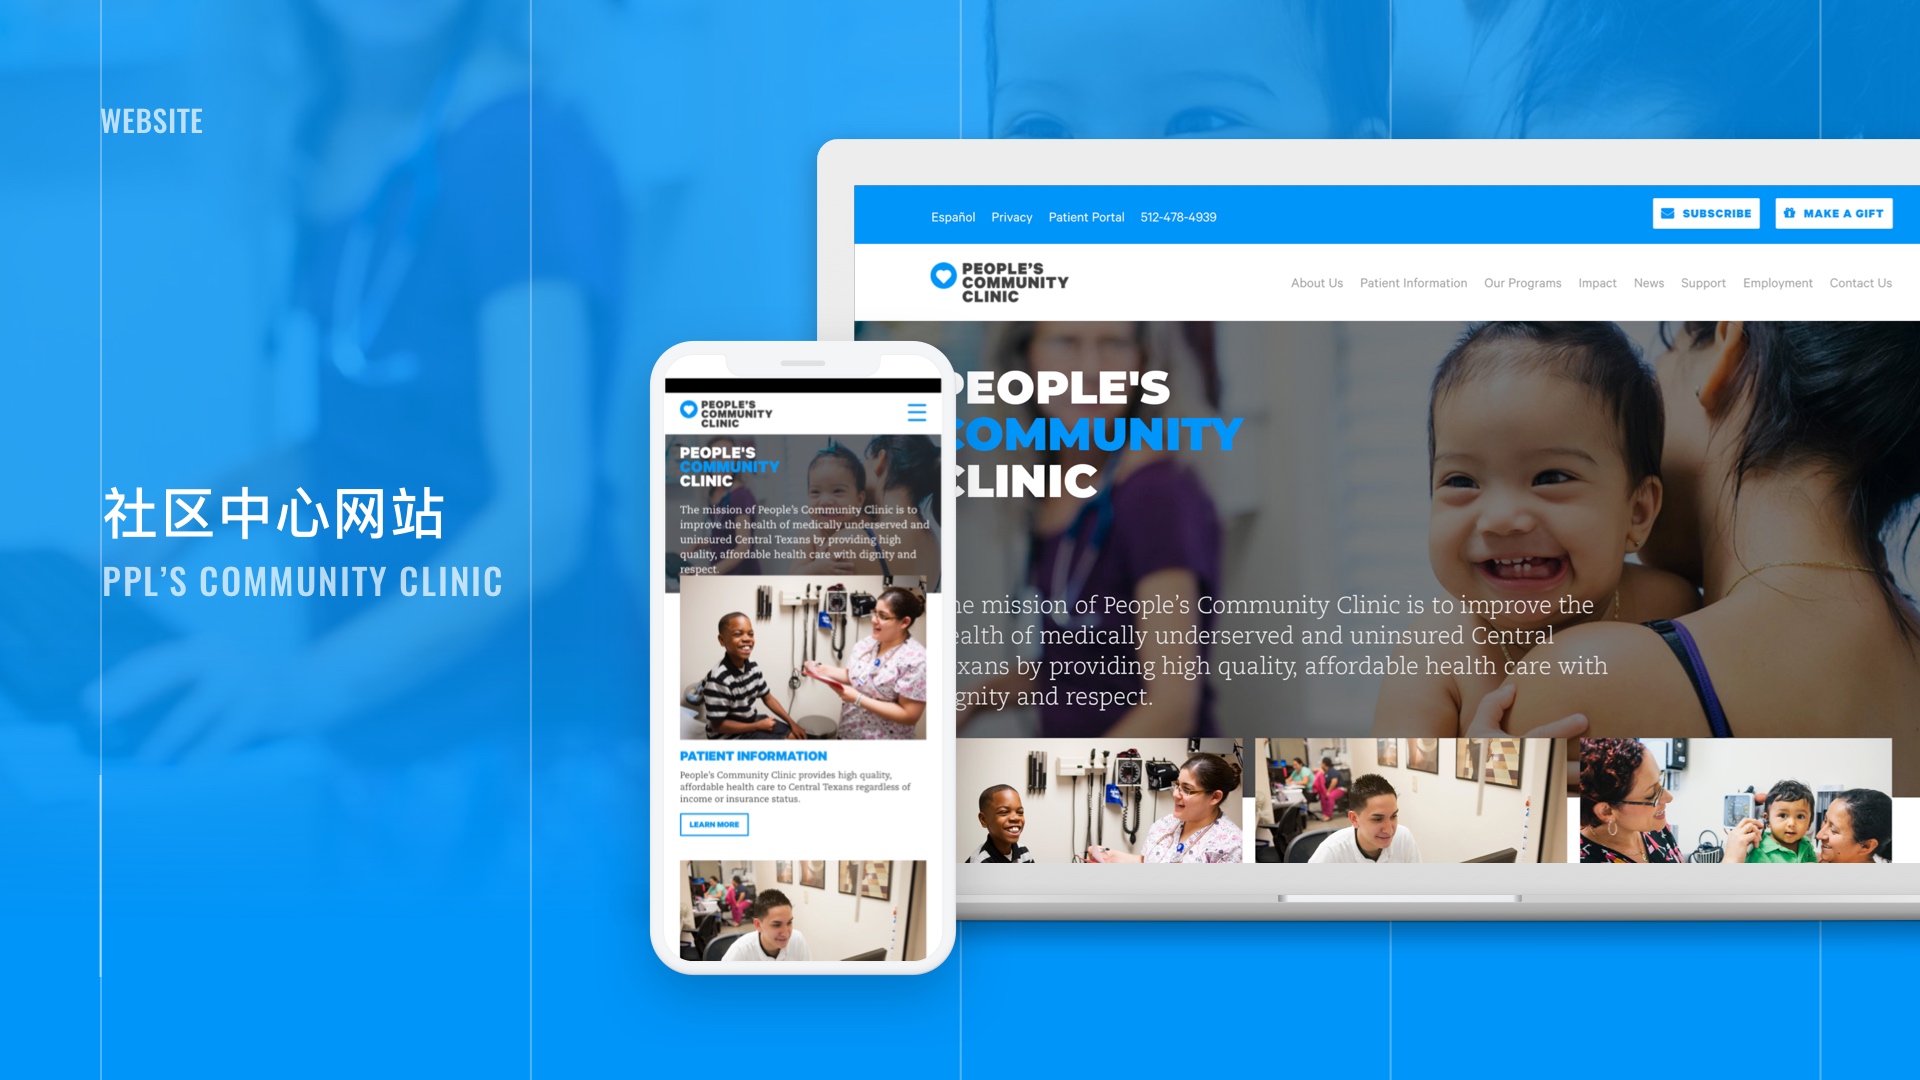 WEBSITE
社区中心网站
PPL'S COMMUNITY CLINIC
Español Privacy Patient Portal 512-478-4939
SUBSCRIBE
MAKE A GIFT
PEOPLE'S
COMMUNITY
CLINIC
About Us Patient Information Our Programs Impact News Support Employment Contact Us
PEOPLE'S
COMMUNITY
CLINIC
mission of People's Community Clinic is to improve the
of medically underserved and uninsured Central
by providing high quality, affordable health care with
and respect.
PEOPLE'S
COMMUNITY
CLINIC
PEOPLE'S
COMMUNITY
CLINIC
The mission of People's Community Clinic is to
improve the health of medically underserved and
uninsured Central Texans by providing high
quality, affordable health care with dignity and
respect.
PATIENT INFORMATION
People's Community Clinic provides high quality,
affordable health care to Central Texans regardless of
income or insurance status.
LEARN MORE